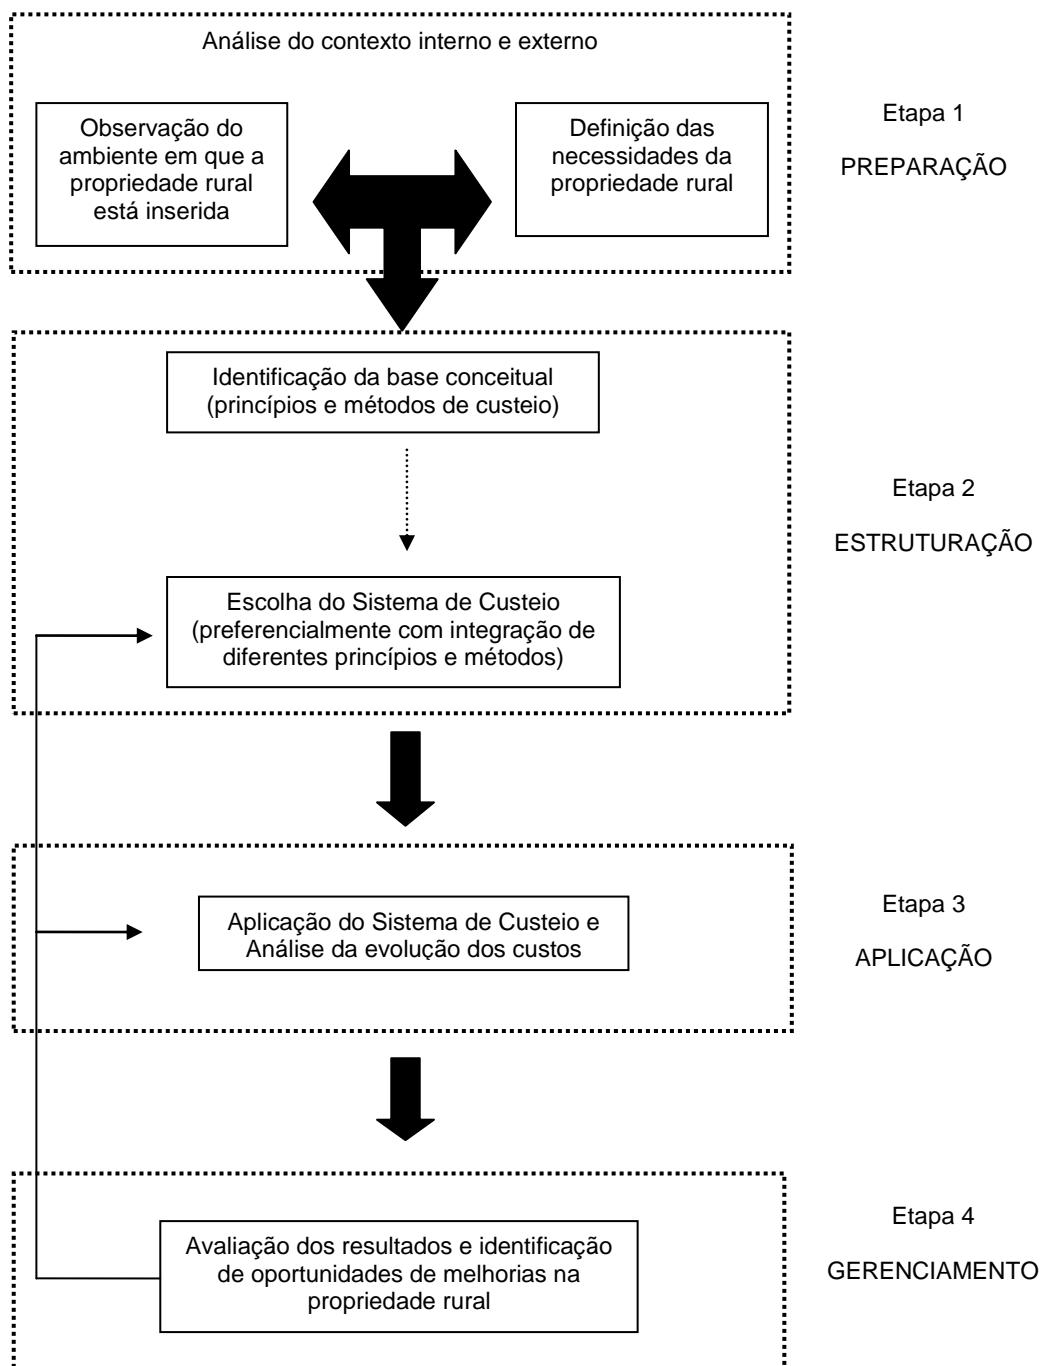 Análise do contexto interno e externo
Observação do
ambiente em que a
propriedade rural
está inserida
Definição das
necessidades da
propriedade rural
Etapa 1
PREPARAÇÃO
Identificação da base conceitual
(princípios e métodos de custeio)
Etapa 2
ESTRUTURAÇÃO
Escolha do Sistema de Custeio
(preferencialmente com integração de
diferentes princípios e métodos)
Aplicação do Sistema de Custeio e
Análise da evolução dos custos
Etapa 3
APLICAÇÃO
Avaliação dos resultados e identificação
de oportunidades de melhorias na
propriedade rural
Etapa 4
GERENCIAMENTO